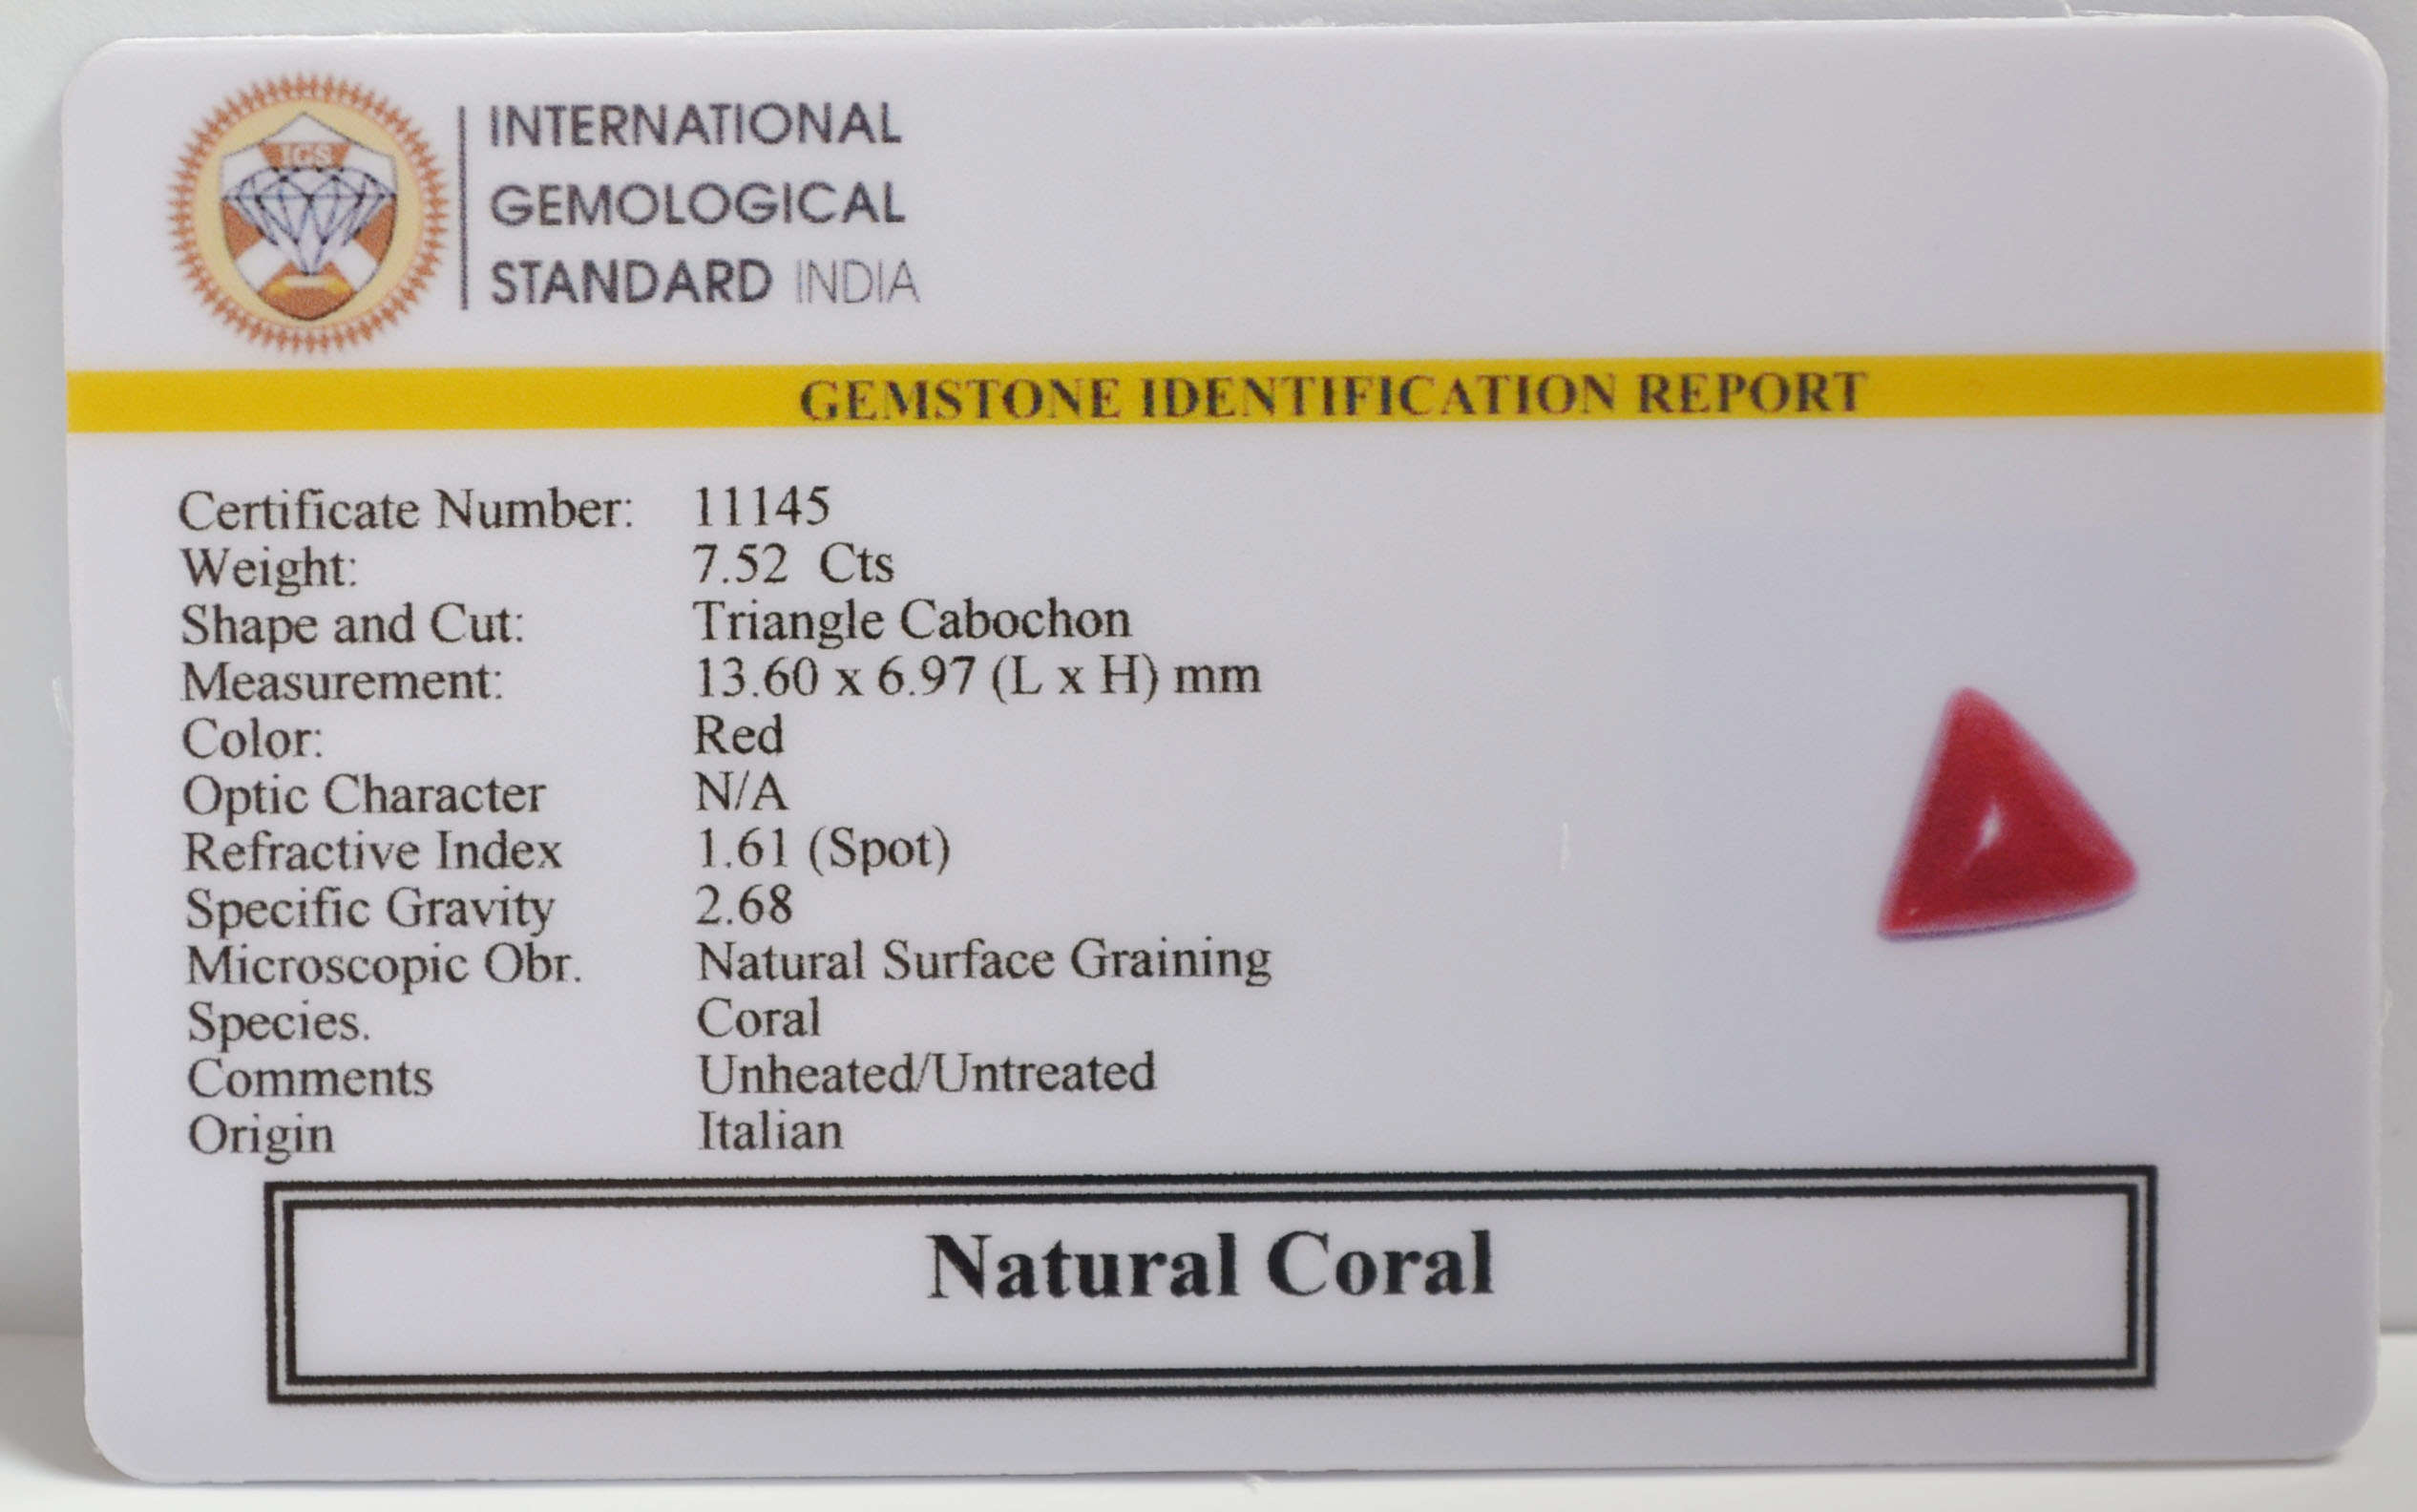 IGS
INTERNATIONAL
GEMOLOGICAL
STANDARD INDIA
GEMSTONE IDENTIFICATION REPORT
Certificate Number: 11145
Weight: 7.52 Cts
Shape and Cut: Triangle Cabochon
Measurement: 13.60 x 6.97 (L x H) mm
Color: Red
Optic Character N/A
Refractive Index 1.61 (Spot)
Specific Gravity 2.68
Microscopic Obr. Natural Surface Graining
Species. Coral
Comments Unheated/Untreated
Origin Italian
Natural Coral